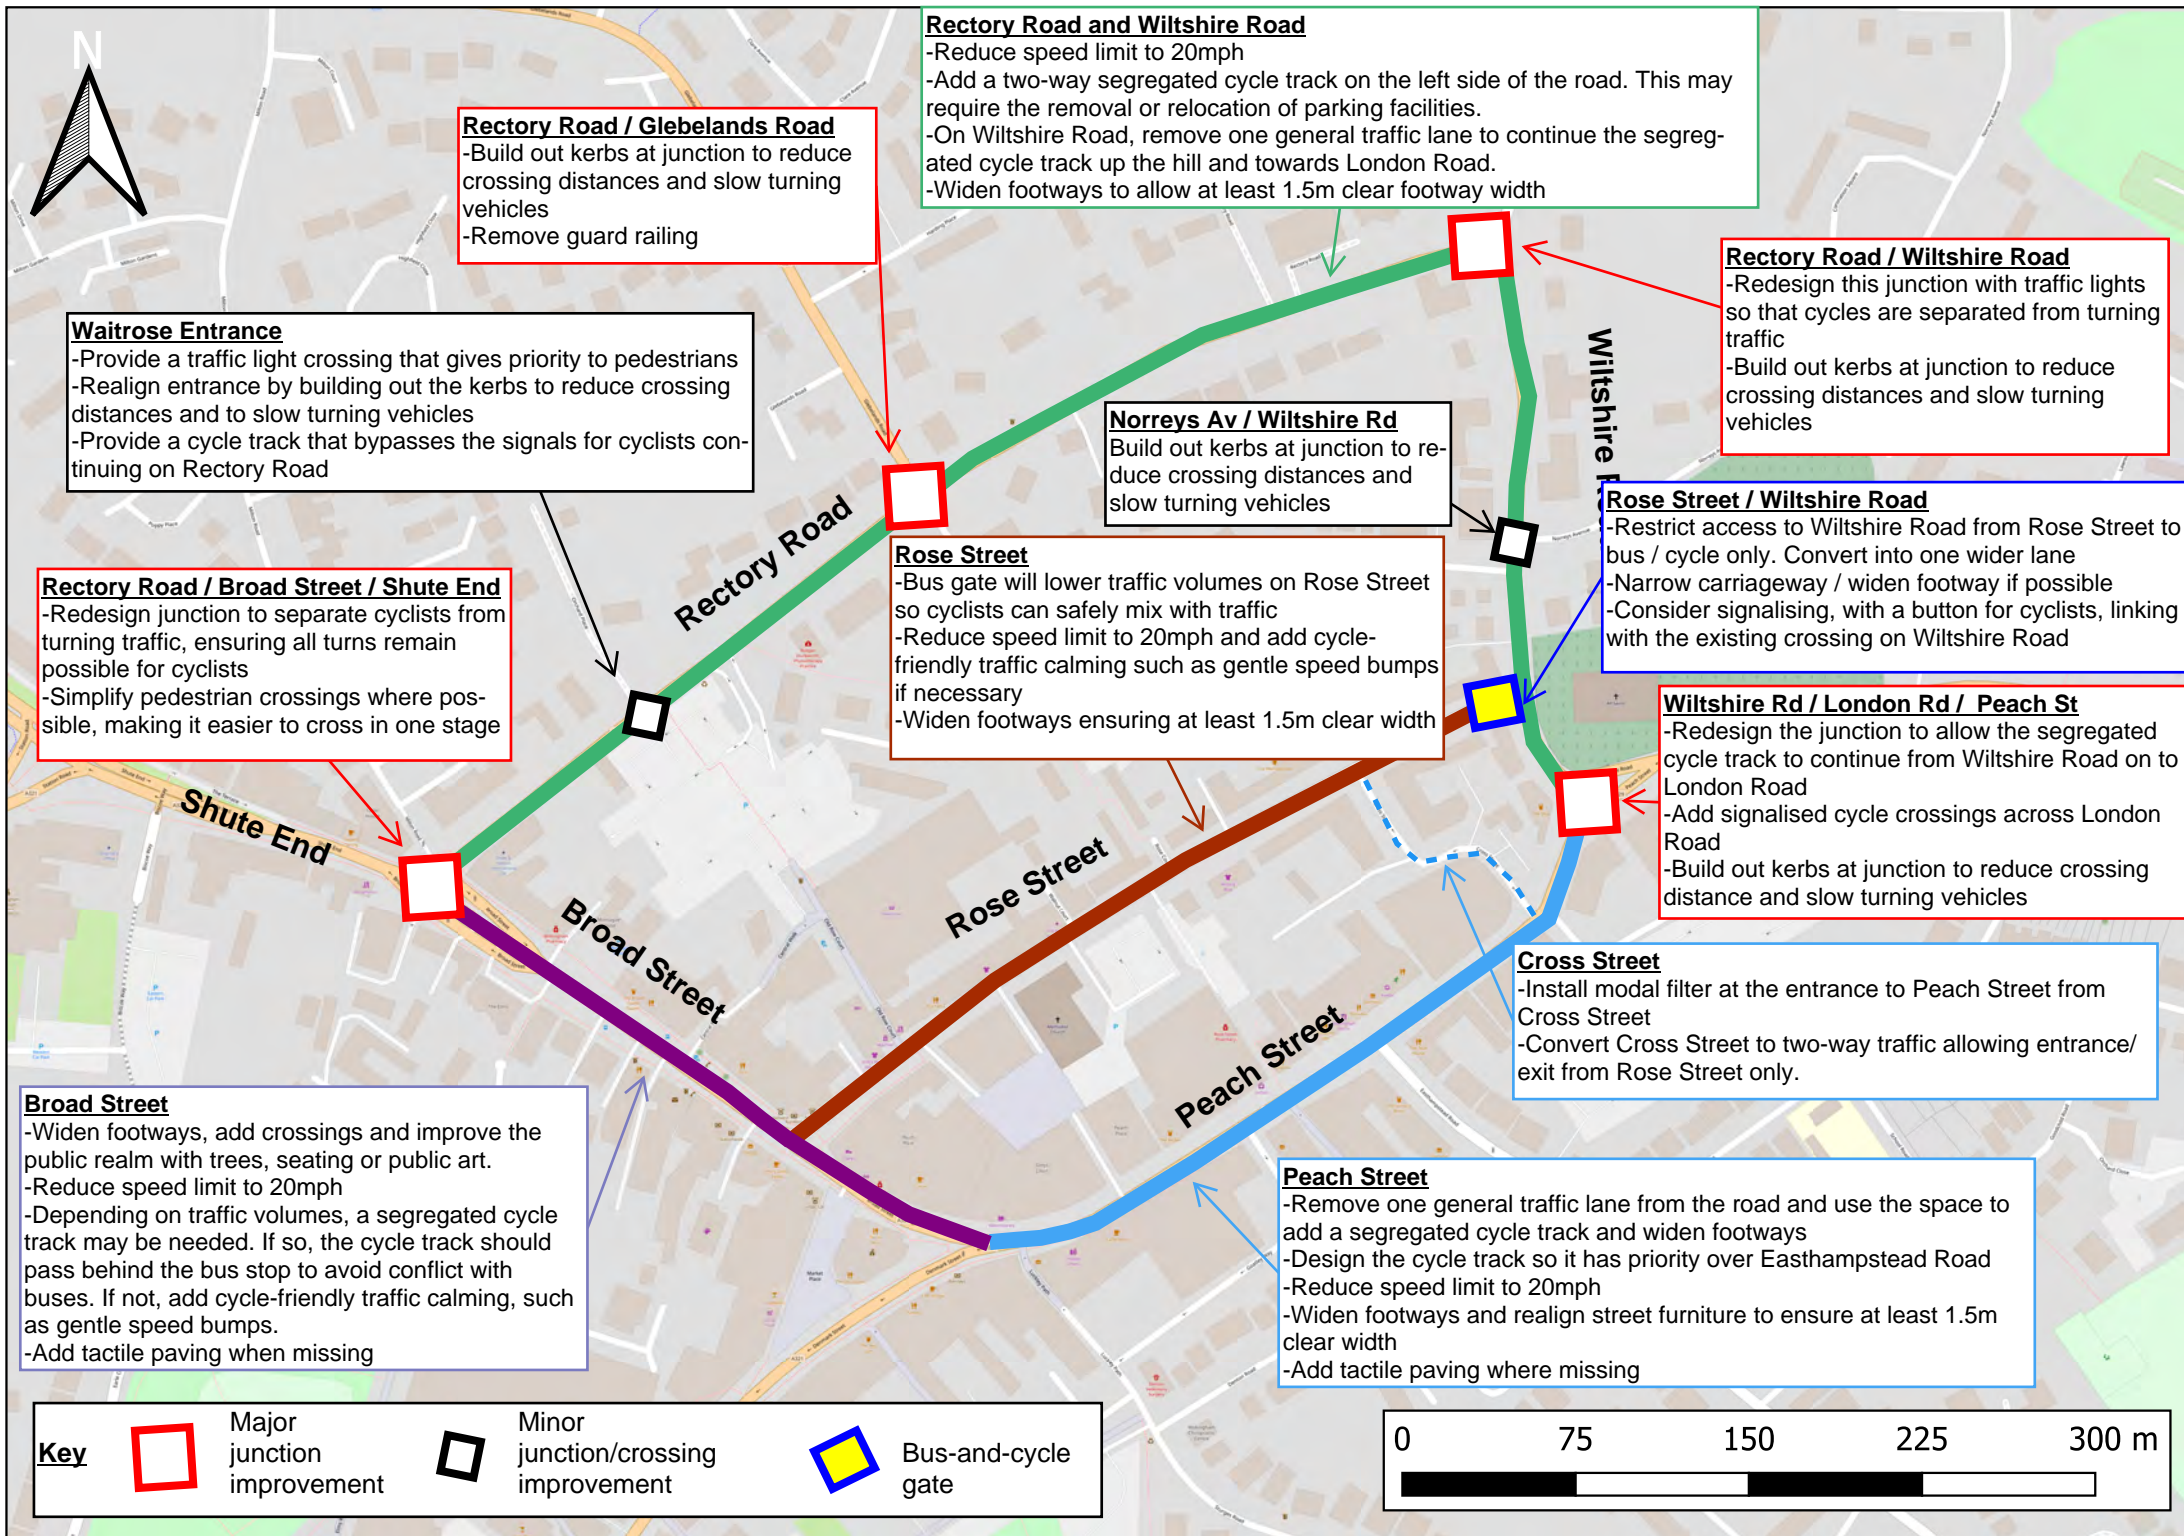 N
Rectory Road and Wiltshire Road
-Reduce speed limit to 20mph
-Add a two-way segregated cycle track on the left side of the road. This may
require the removal or relocation of parking facilities.
-On Wiltshire Road, remove one general traffic lane to continue the segreg-
ated cycle track up the hill and towards London Road.
-Widen footways to allow at least 1.5m clear footway width
Rectory Road / Glebelands Road
-Build out kerbs at junction to reduce
crossing distances and slow turning
vehicles
-Remove guard railing
Rectory Road / Wiltshire Road
-Redesign this junction with traffic lights
so that cycles are separated from turning
traffic
-Build out kerbs at junction to reduce
crossing distances and slow turning
vehicles
Waitrose Entrance
-Provide a traffic light crossing that gives priority to pedestrians
-Realign entrance by building out the kerbs to reduce crossing
distances and to slow turning vehicles
-Provide a cycle track that bypasses the signals for cyclists con-
tinuing on Rectory Road
Wiltshire
Norreys Av / Wiltshire Rd
Build out kerbs at junction to re-
duce crossing distances and
slow turning vehicles
Rose Street / Wiltshire Road
-Restrict access to Wiltshire Road from Rose Street to
bus / cycle only. Convert into one wider lane
-Narrow carriageway / widen footway if possible
-Consider signalising, with a button for cyclists, linking
with the existing crossing on Wiltshire Road
Rectory Road
Rose Street
-Bus gate will lower traffic volumes on Rose Street
so cyclists can safely mix with traffic
-Reduce speed limit to 20mph and add cycle-
friendly traffic calming such as gentle speed bumps
if necessary
-Widen footways ensuring at least 1.5m clear width
Rectory Road / Broad Street / Shute End
-Redesign junction to separate cyclists from
turning traffic, ensuring all turns remain
possible for cyclists
-Simplify pedestrian crossings where pos-
sible, making it easier to cross in one stage
Wiltshire Rd / London Rd / Peach St
-Redesign the junction to allow the segregated
cycle track to continue from Wiltshire Road on to
London Road
-Add signalised cycle crossings across London
Road
-Build out kerbs at junction to reduce crossing
distance and slow turning vehicles
Shute End
Broad Street
Rose Street
Peach Street
Cross Street
-Install modal filter at the entrance to Peach Street from
Cross Street
-Convert Cross Street to two-way traffic allowing entrance/
exit from Rose Street only.
Broad Street
-Widen footways, add crossings and improve the
public realm with trees, seating or public art.
-Reduce speed limit to 20mph
-Depending on traffic volumes, a segregated cycle
track may be needed. If so, the cycle track should
pass behind the bus stop to avoid conflict with
buses. If not, add cycle-friendly traffic calming, such
as gentle speed bumps.
-Add tactile paving when missing
Peach Street
-Remove one general traffic lane from the road and use the space to
add a segregated cycle track and widen footways
-Design the cycle track so it has priority over Easthampstead Road
-Reduce speed limit to 20mph
-Widen footways and realign street furniture to ensure at least 1.5m
clear width
-Add tactile paving where missing
Key
Major
junction
improvement
Minor
junction/crossing
improvement
Bus-and-cycle
gate
0 75 150 225 300 m